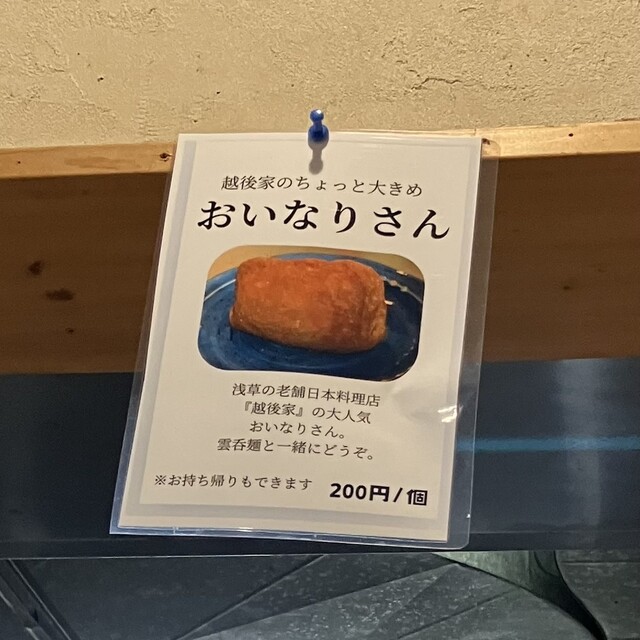 越後家のちょっと大きめ
おいなりさん
浅草の老舗日本料理店
『越後家』の大人気
おいなりさん。
雲呑麺と一緒にどうぞ。
※お持ち帰りもできます 200円/個